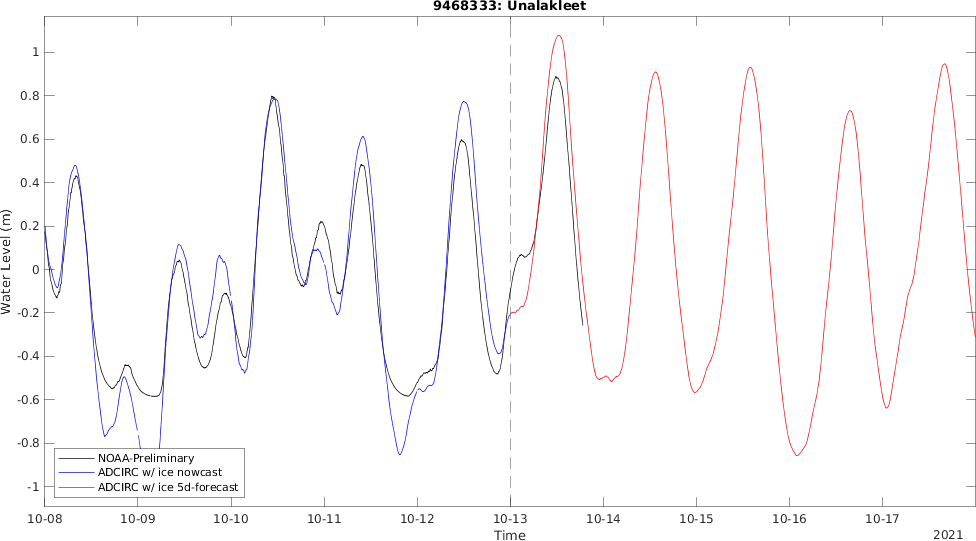 9468333: Unalakleet
Water Level (m)
1
0.8
0.6
0.4
0.2
0
-0.2
-0.4
-0.6
-0.8
-1
NOAA-Preliminary
ADCIRC w/ ice nowcast
ADCIRC w/ ice 5d-forecast
10-08 10-09 10-10 10-11 10-12 10-13 10-14 10-15 10-16 10-17
Time
2021